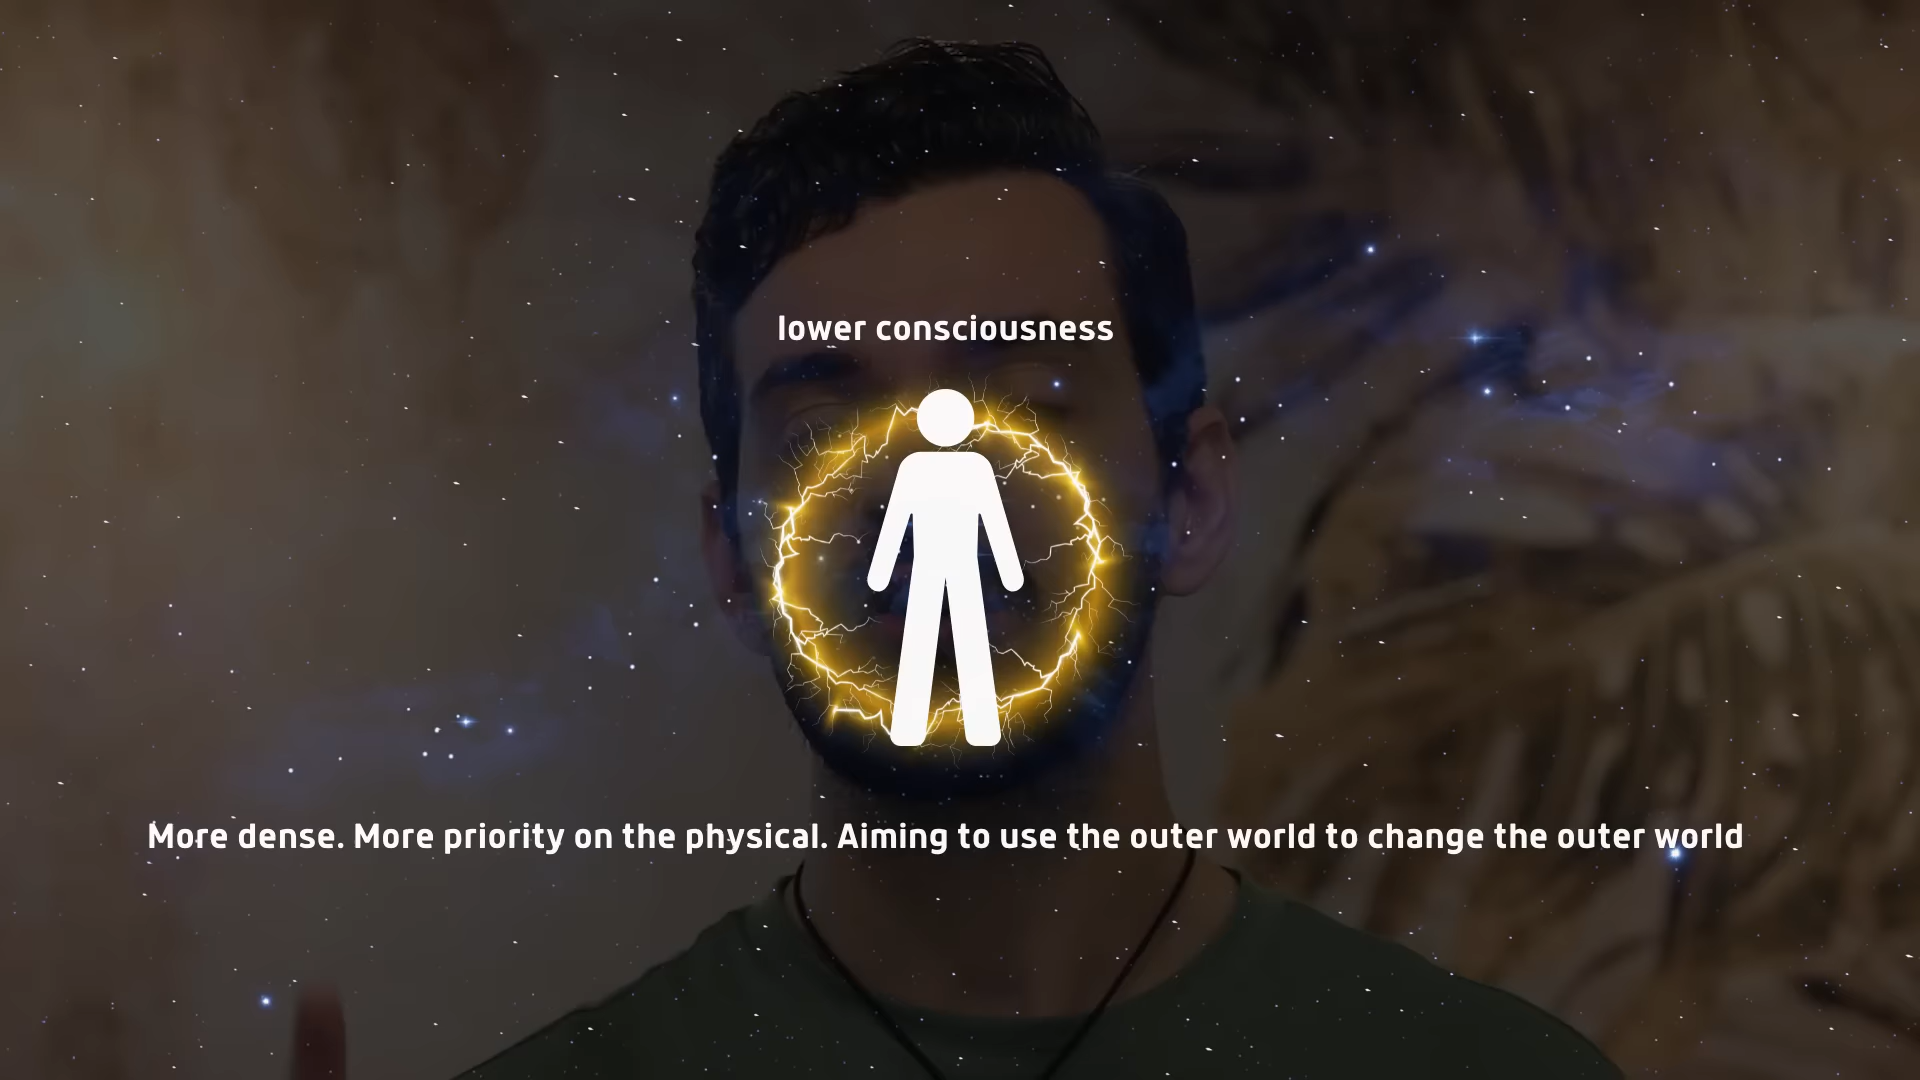 lower consciousness
More dense. More priority on the physical. Aiming to use the outer world to change the outer world